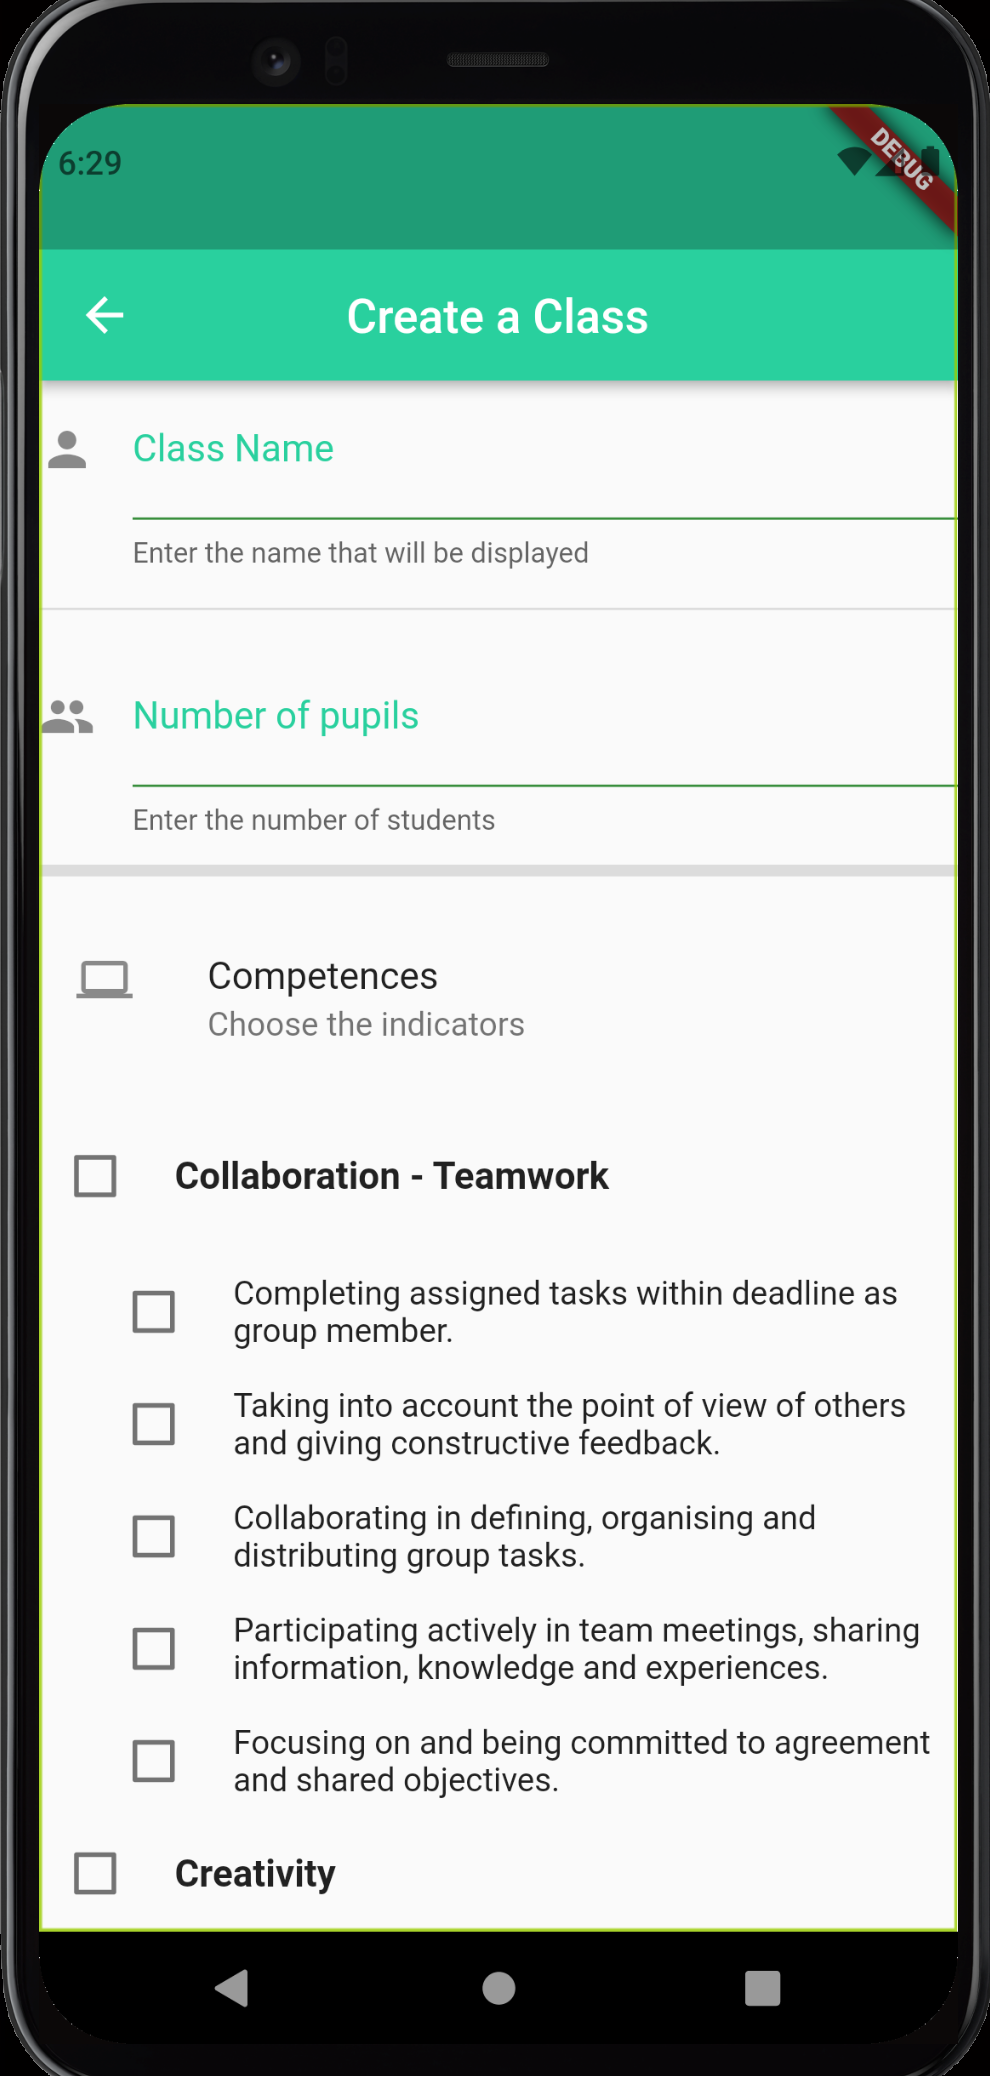 6:29
DEBUG
Create a Class
Class Name
Enter the name that will be displayed
Number of pupils
Enter the number of students
Competences
Choose the indicators
Collaboration - Teamwork
Completing assigned tasks within deadline as
group member.
Taking into account the point of view of others
and giving constructive feedback.
Collaborating in defining, organising and
distributing group tasks.
Participating actively in team meetings, sharing
information, knowledge and experiences.
Focusing on and being committed to agreement
and shared objectives.
Creativity